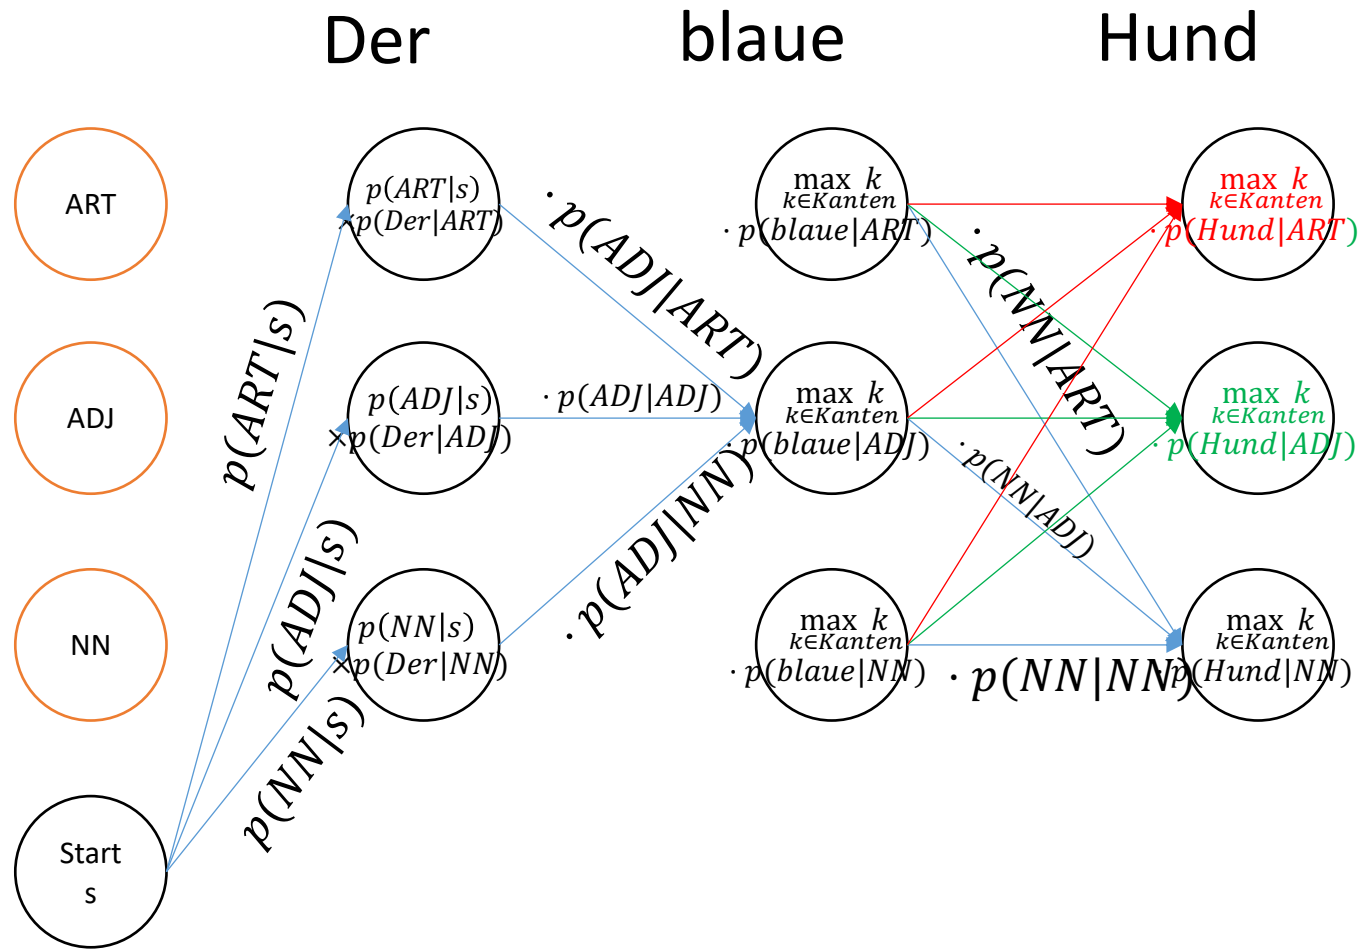 Der blaue Hund
ART
p(ART|s)
×p(Der|ART)
max k
k∈Kanten
· p(blaue|ART)
max k
k∈Kanten
· p(Hund|ART)
p(ART|s)
· p(ADJ|ART)
· p(NN|ART)
ADJ
p(ADJ|s)
×p(Der|ADJ)
· p(ADJ|ADJ)
max k
k∈Kanten
· p(blaue|ADJ)
max k
k∈Kanten
· p(Hund|ADJ)
p(ADJ|s)
· p(ADJ|NN)
· p(NN|ADJ)
NN
p(NN|s)
×p(Der|NN)
max k
k∈Kanten
· p(blaue|NN)
· p(NN|NN)
max k
k∈Kanten
· p(Hund|NN)
p(NN|s)
Start
s